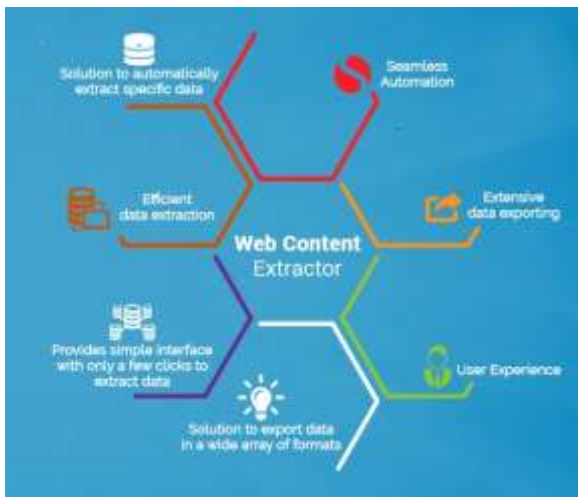 Solution to automatically
extract specific data
Seamless
Automation
Efficient
data extraction
Extensive
data exporting
Web Content
Extractor
Provides simple interface
with only a few clicks to
extract data
User Experience
Solution to export data
in a wide array of formats